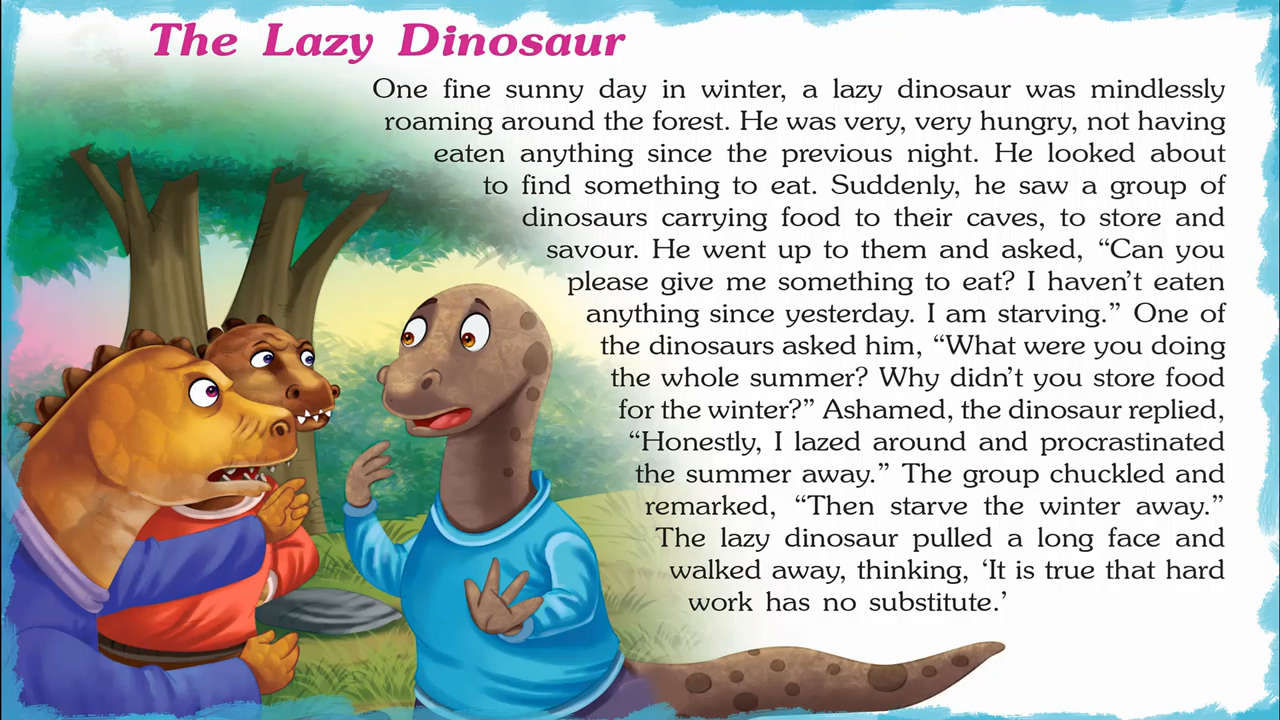 The Lazy Dinosaur
One fine sunny day in winter, a lazy dinosaur was mindlessly
roaming around the forest. He was very, very hungry, not having
eaten anything since the previous night. He looked about
to find something to eat. Suddenly, he saw a group of
dinosaurs carrying food to their caves, to store and
savour. He went up to them and asked, “Can you
please give me something to eat? I haven’t eaten
anything since yesterday. I am starving.” One of
the dinosaurs asked him, “What were you doing
the whole summer? Why didn’t you store food
for the winter?” Ashamed, the dinosaur replied,
“Honestly, I lazed around and procrastinated
the summer away.” The group chuckled and
remarked, “Then starve the winter away.”
The lazy dinosaur pulled a long face and
walked away, thinking, ‘It is true that hard
work has no substitute.’